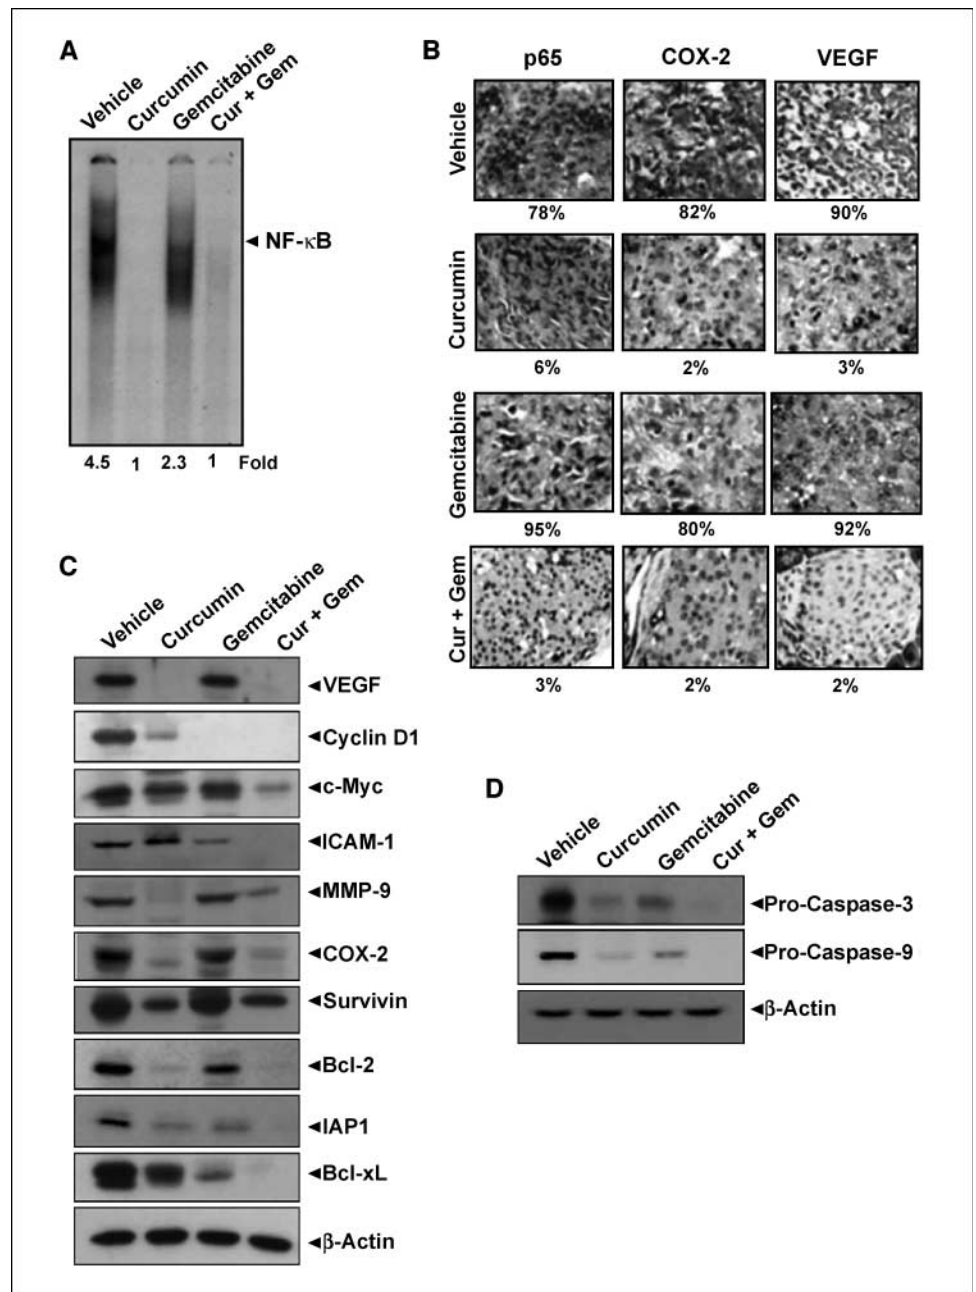 A
Vehicle
Curcumin
Gemcitabine
Cur + Gem
NF-κB
4.5 1 2.3 1 Fold
B
p65 COX-2 VEGF
Vehicle
78% 82% 90%
Curcumin
6% 2% 3%
Gemcitabine
95% 80% 92%
Cur + Gem
3% 2% 2%
C
Vehicle
Curcumin
Gemcitabine
Cur + Gem
VEGF
Cyclin D1
c-Myc
ICAM-1
MMP-9
COX-2
Survivin
Bcl-2
IAP1
Bcl-xL
β-Actin
D
Vehicle
Curcumin
Gemcitabine
Cur + Gem
Pro-Caspase-3
Pro-Caspase-9
β-Actin